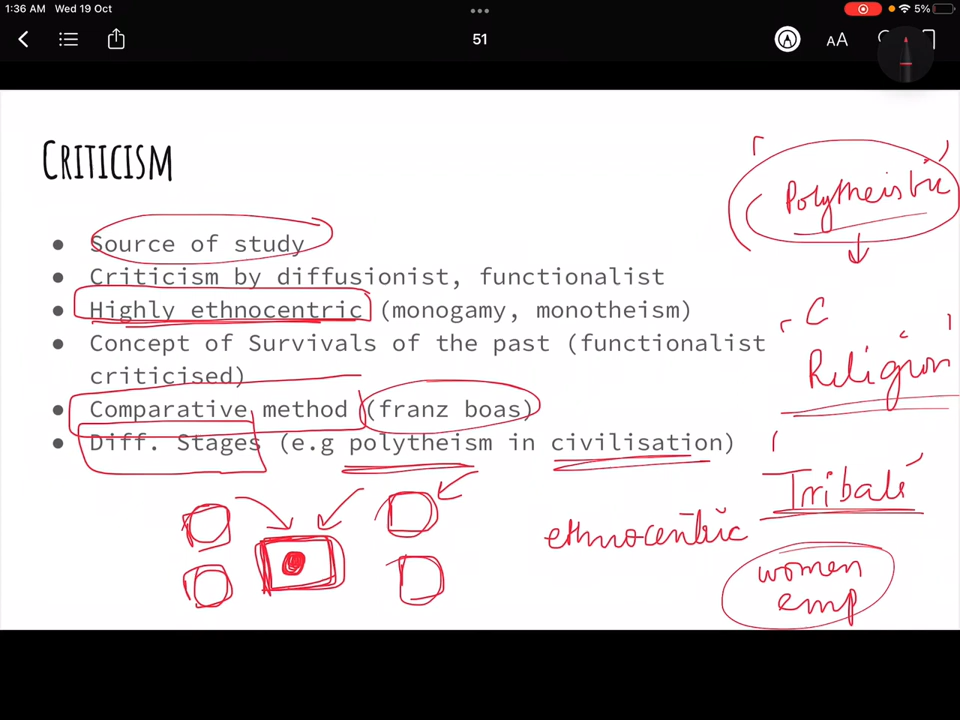 1:36 AM Wed 19 Oct
5%
51
AA
CRITICISM
● Source of study
● Criticism by diffusionist, functionalist
● Highly ethnocentric (monogamy, monotheism)
● Concept of Survivals of the past (functionalist
criticised)
● Comparative method (franz boas)
● Diff. Stages (e.g polytheism in civilisation)
Polytheistic
C
Religion
Tribals
ethnocentric
women
emp